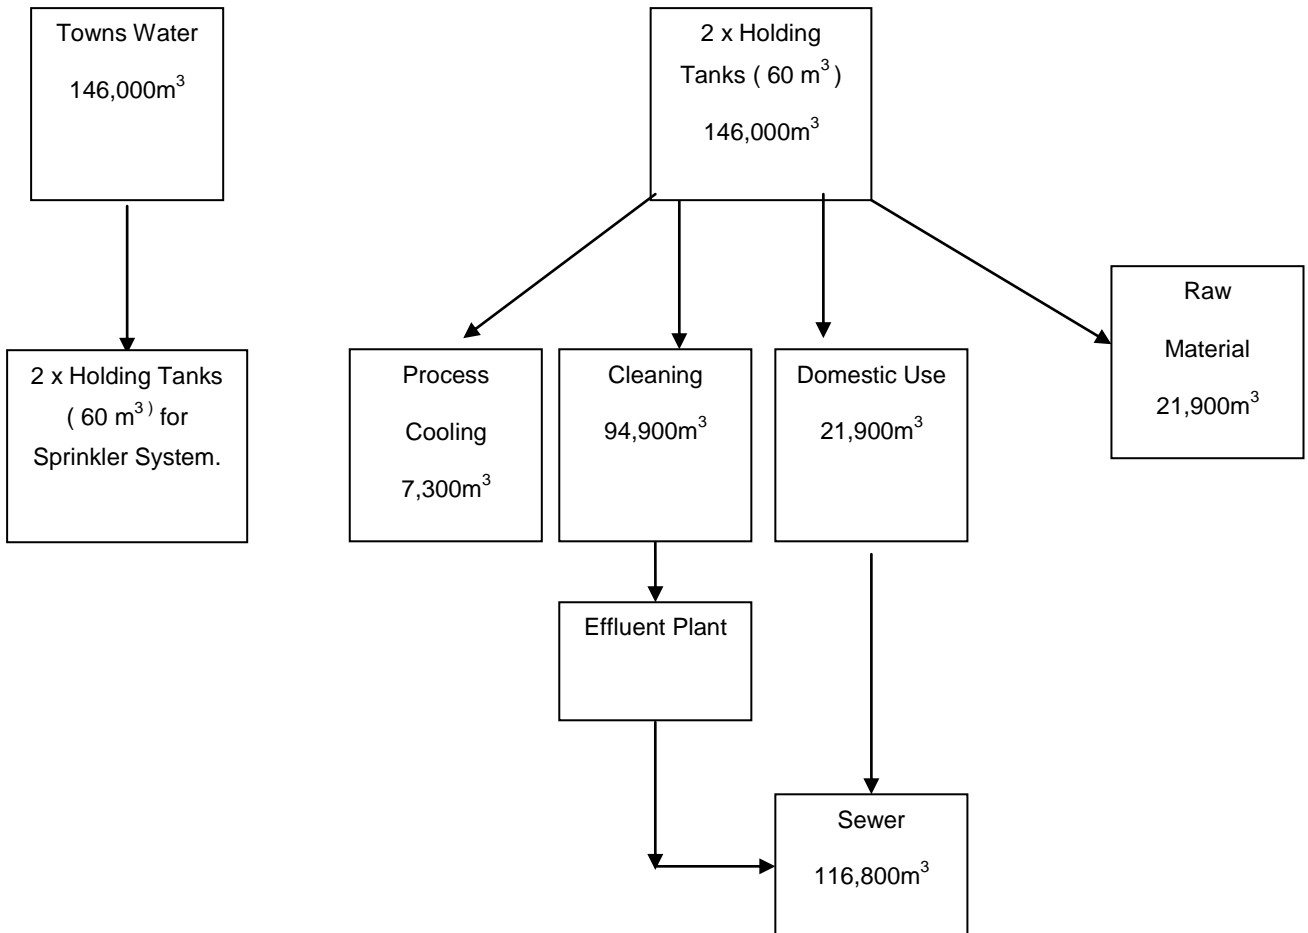 Towns Water
146,000m³
2 x Holding
Tanks ( 60 m³ )
146,000m³
Raw
Material
21,900m³
2 x Holding Tanks
( 60 m³ ) for
Sprinkler System.
Process
Cooling
7,300m³
Cleaning
94,900m³
Domestic Use
21,900m³
Effluent Plant
Sewer
116,800m³